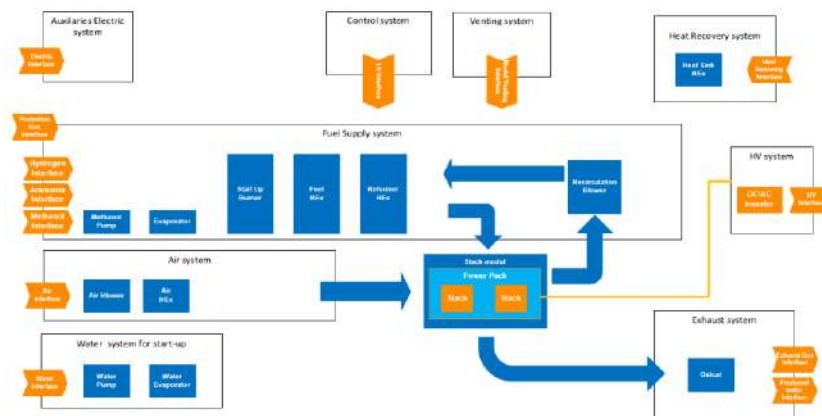 Auxiliaries Electric
system
Electric
Interface
Control system
Venting system
Heat Recovery system
Heat Sink
HEx
Heat
Recovery
Interface
Interface
Fuel Supply system
Hydrogen
Interface
Ammonia
Interface
Methanol
Interface
Methanol
Pump
Evaporator
Start Up
Burner
Fuel
HEx
Reformer
HEx
Recirculation
Blower
HV system
DC/AC
Invertor
HV
Interface
Air system
Air
Interface
Air Blower
Air
HEx
Stack model
Power Pack
Stack
Stack
Water system for start-up
Water
Interface
Water
Pump
Water
Evaporator
Exhaust system
Exhaust Gas
Interface
Produced
water Interface